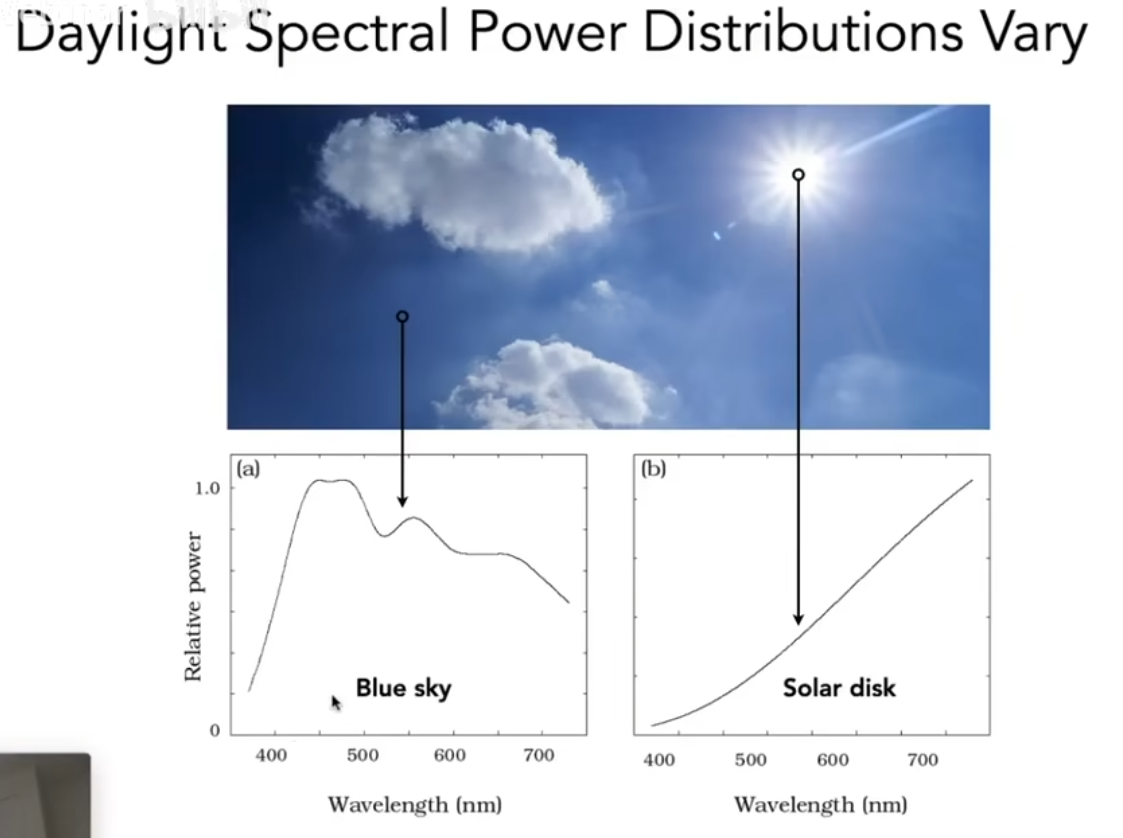 Daylight Spectral Power Distributions Vary
(a)
1.0
Relative power
0
Blue sky
400 500 600 700
Wavelength (nm)
(b)
Solar disk
400 500 600 700
Wavelength (nm)